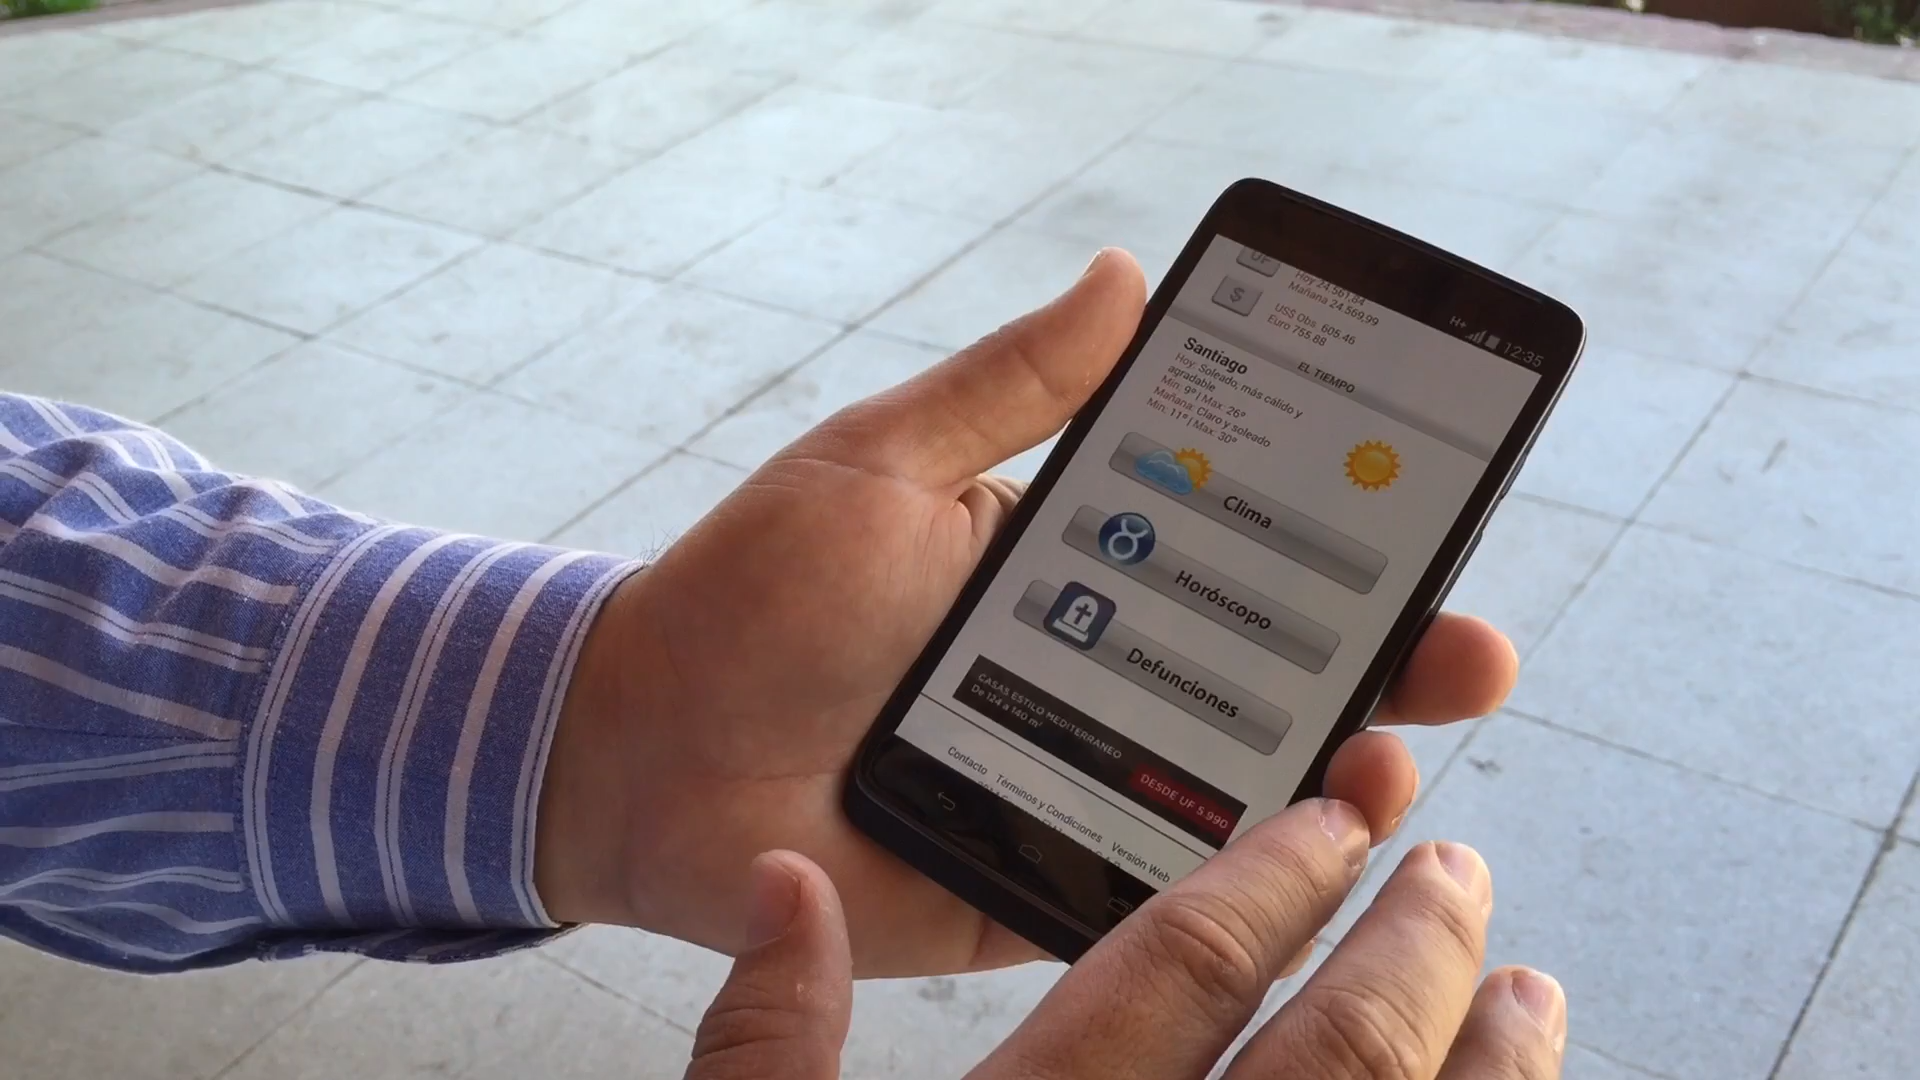 H+ 12:35
UF
Hoy 24.561,84
Mañana 24.569,99
$
US$ Obs. 605.46
Euro 755.88
EL TIEMPO
Santiago
Hoy: Soleado, más cálido y
agradable
Min: 9º | Max: 26º
Mañana: Claro y soleado
Min: 11º | Max: 30º
Clima
Horóscopo
Defunciones
CASAS ESTILO MEDITERRANEO
De 124 a 140 m²
DESDE UF 5.990
Contacto Términos y Condiciones Versión Web